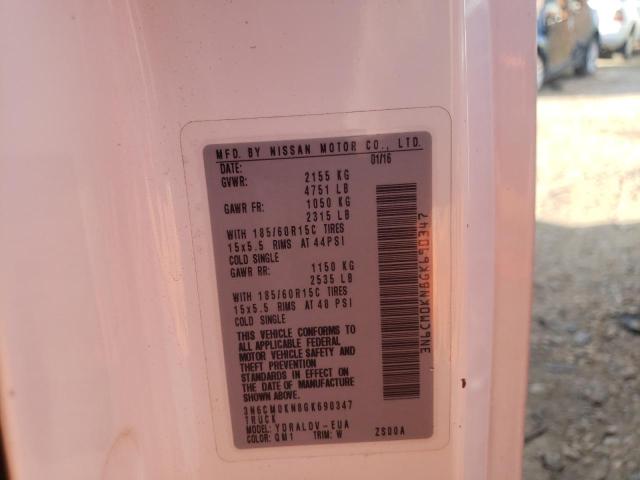 MFD. BY NISSAN MOTOR CO., LTD.
DATE: 01/16
GVWR: 2155 KG
4751 LB
GAWR FR: 1050 KG
2315 LB
WITH 185/60R15C TIRES
15x5.5 RIMS AT 44PSI
COLD SINGLE
GAWR RR: 1150 KG
2535 LB
WITH 185/60R15C TIRES
15x5.5 RIMS AT 48 PSI
COLD SINGLE
THIS VEHICLE CONFORMS TO
ALL APPLICABLE FEDERAL
MOTOR VEHICLE SAFETY AND
THEFT PREVENTION
STANDARDS IN EFFECT ON
THE DATE OF MANUFACTURE
SHOWN ABOVE.
3N6CM0KN8GK690347
TRUCK
MODEL: YDRALDV-EUA
COLOR: QM1 TRIM: W ZS00A
3N6CM0KN8GK690347